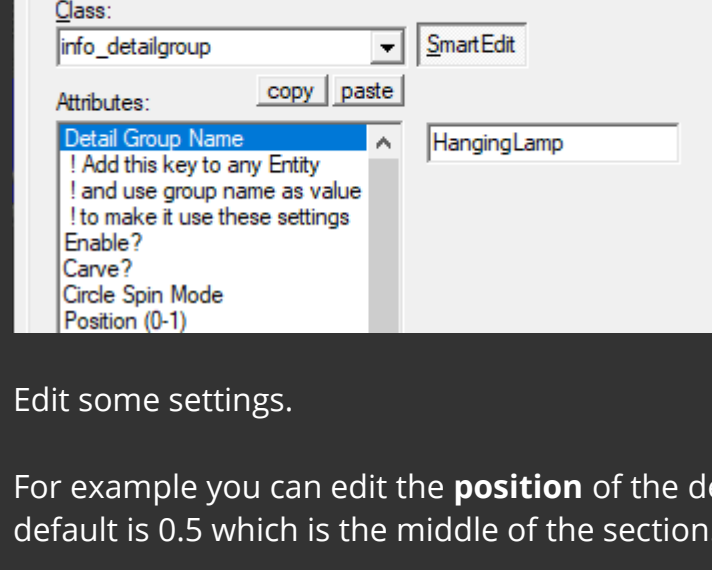 Class:
info_detailgroup SmartEdit
copy paste
Attributes:
Detail Group Name HangingLamp
! Add this key to any Entity
! and use group name as value
! to make it use these settings
Enable?
Carve?
Circle Spin Mode
Position (0-1)
Edit some settings.
For example you can edit the position of the
default is 0.5 which is the middle of the section